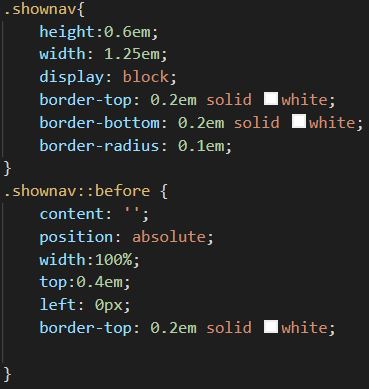 .shownav{
    height:0.6em;
    width: 1.25em;
    display: block;
    border-top: 0.2em solid white;
    border-bottom: 0.2em solid white;
    border-radius: 0.1em;
}
.shownav::before {
    content: '';
    position: absolute;
    width:100%;
    top:0.4em;
    left: 0px;
    border-top: 0.2em solid white;

}